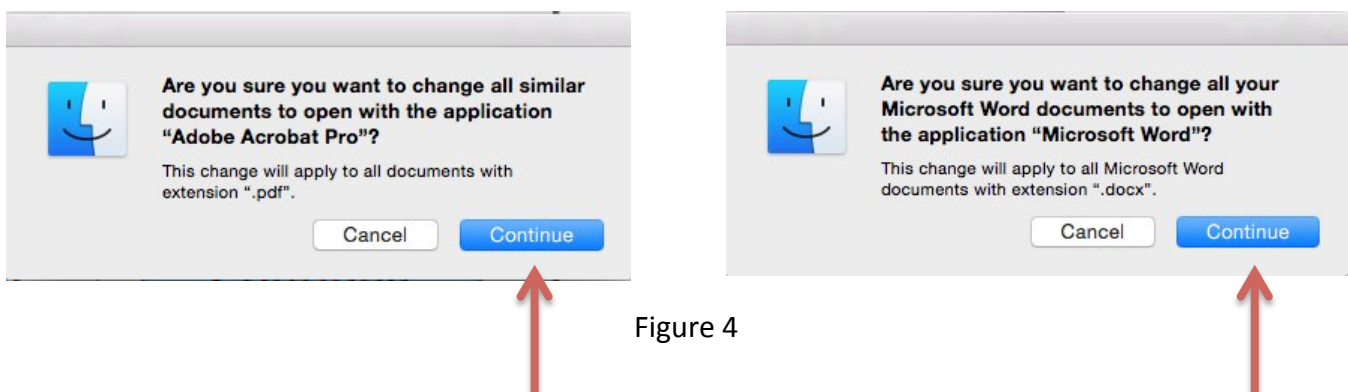 Are you sure you want to change all similar
documents to open with the application
“Adobe Acrobat Pro”?
This change will apply to all documents with
extension “.pdf”.
Cancel
Continue
Are you sure you want to change all your
Microsoft Word documents to open with
the application “Microsoft Word”?
This change will apply to all Microsoft Word
documents with extension “.docx”.
Cancel
Continue
Figure 4